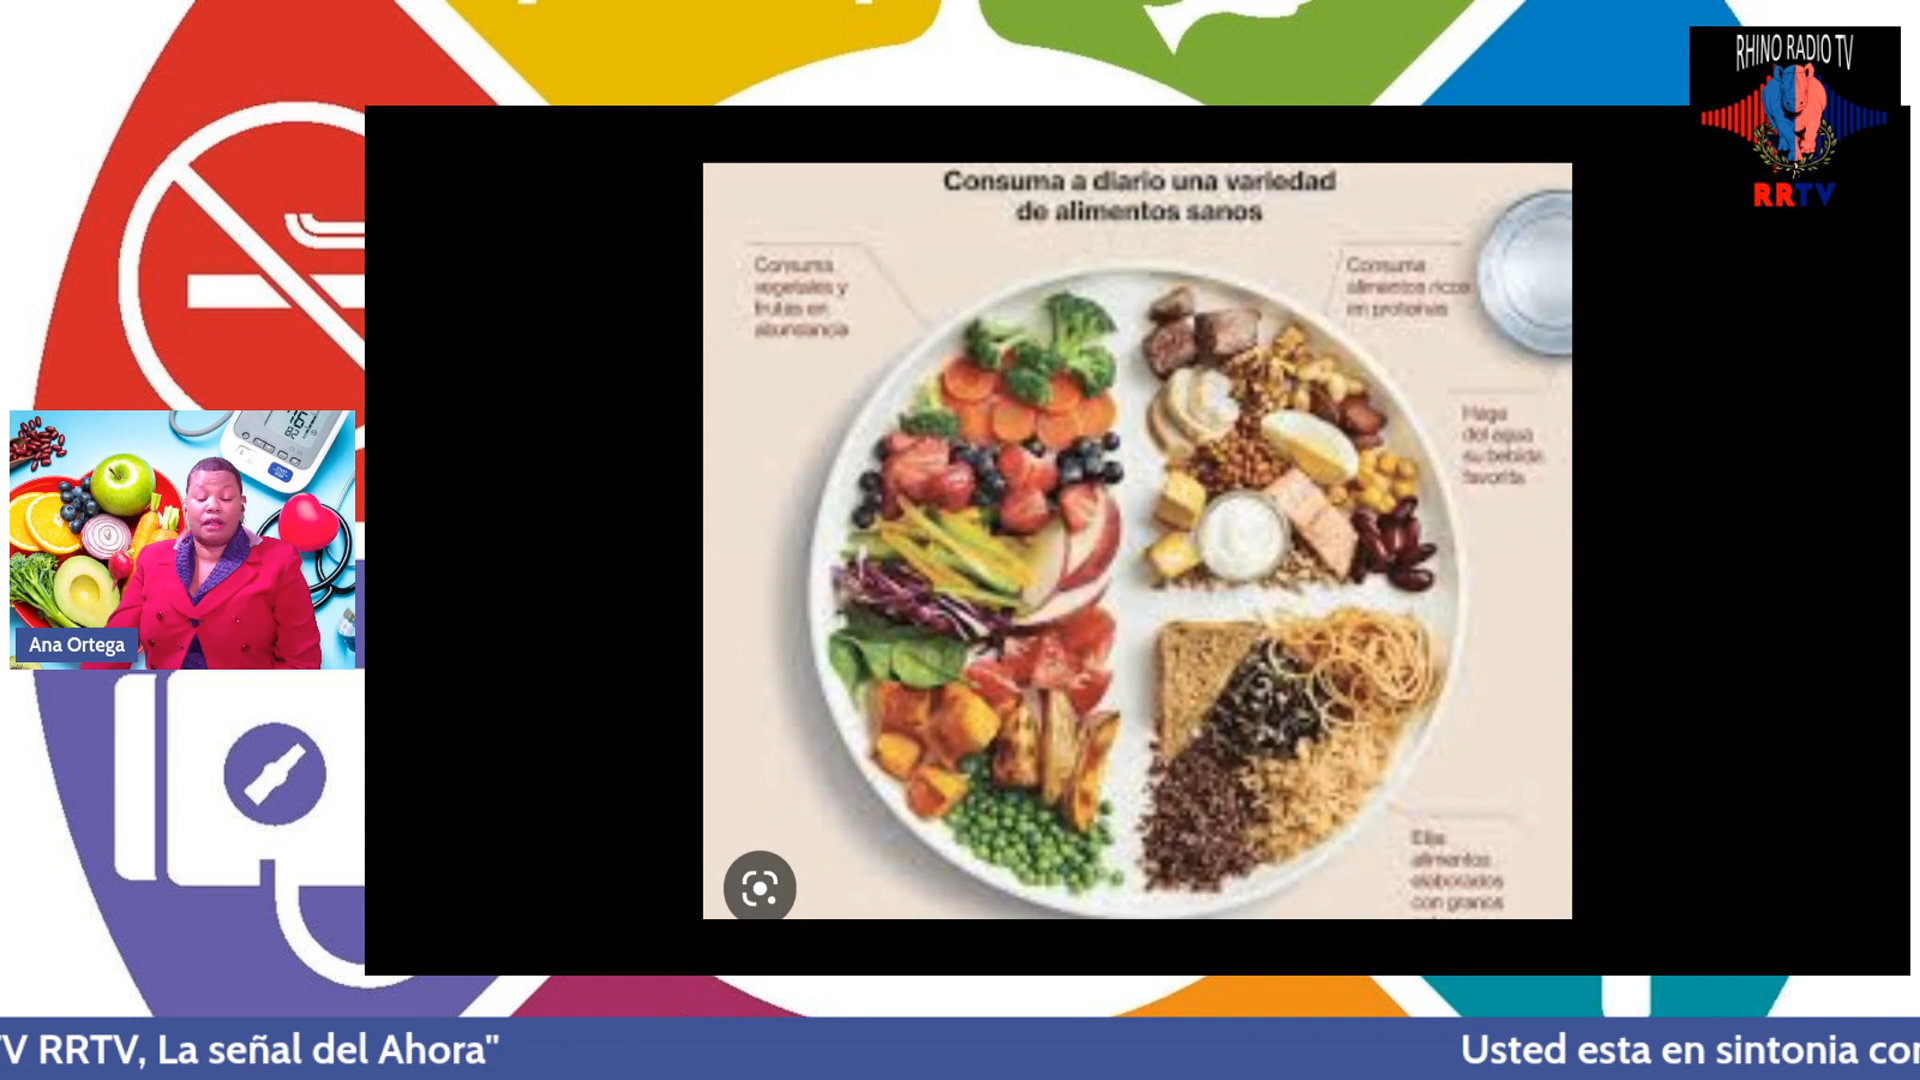 RHINO RADIO TV
RRTV
Consuma a diario una variedad
de alimentos sanos
Consuma
vegetales y
frutas en
abundancia
Consuma
alimentos ricos
en proteínas
Haga
del agua
su bebida
favorita
Elija
alimentos
elaborados
con granos
Ana Ortega
V RRTV, La señal del Ahora"
Usted esta en sintonia co